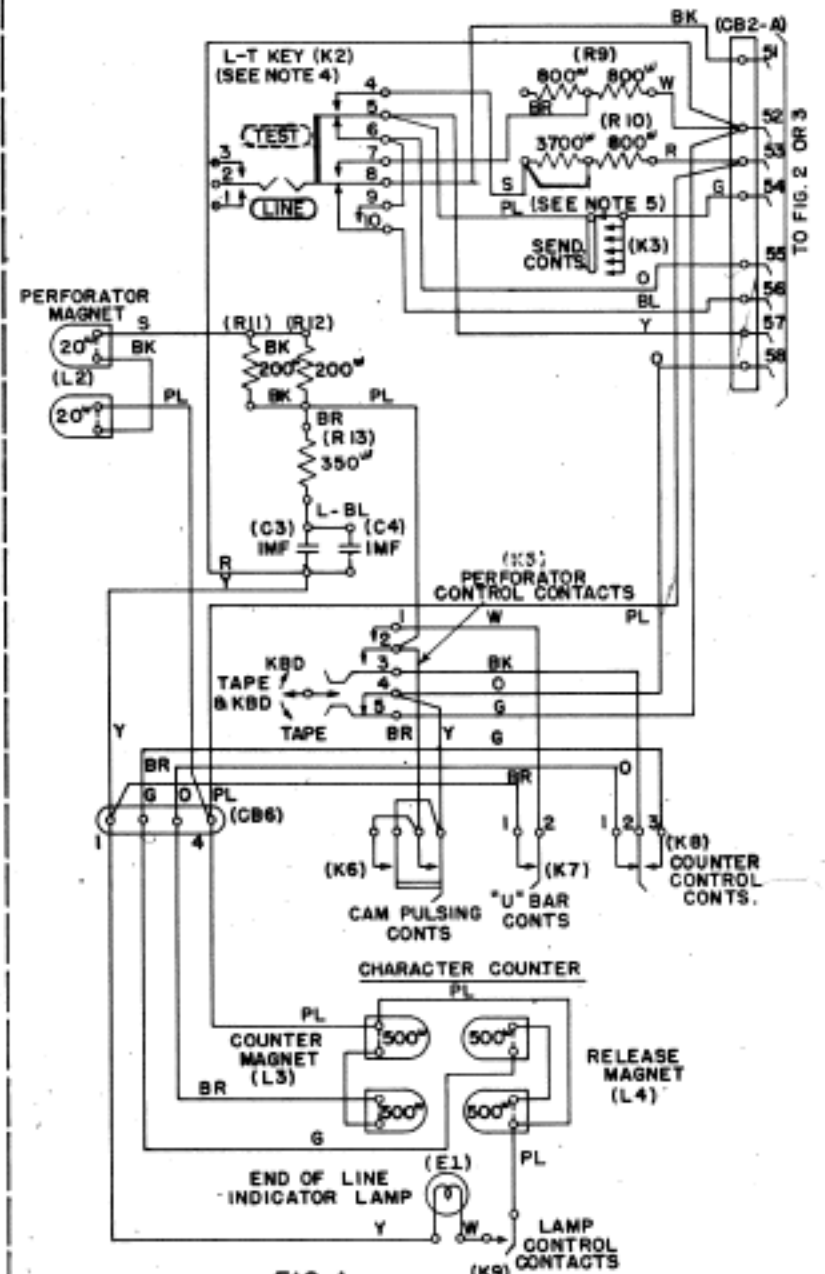 BK
(CB2-A)
51
L-T KEY (K2)
(SEE NOTE 4)
4
5
6
7
8
9
10
(R9)
800ω 800ω
W
BR
(R10)
3700ω 800ω
R
S
52
53
54
TO FIG. 2 OR 3
TEST
3
2
1
LINE
PL
(SEE NOTE 5)
G
SEND.
CONTS
(K3)
O
BL
Y
O
55
56
57
58
PERFORATOR
MAGNET
S
20ω
BK
(L2)
20ω
PL
(R11) (R12)
BK
200ω 200ω
BK
PL
BR
(R13)
350ω
L-BL
(C3)
1MF
(C4)
1MF
R
Y
(K5)
PERFORATOR
CONTROL CONTACTS
1
W
PL
2
3
BK
4
O
5
G
KBD
TAPE
& KBD
TAPE
BR
Y
G
Y
BR
O
BR
G
O
PL
(CB6)
1
4
(K6)
CAM PULSING
CONTS
1
2
(K7)
"U" BAR
CONTS
1
2
3
(K8)
COUNTER
CONTROL
CONTS.
CHARACTER COUNTER
PL
PL
COUNTER
MAGNET
(L3)
500ω
500ω
RELEASE
MAGNET
(L4)
BR
500ω
500ω
G
(E1)
PL
END OF LINE
INDICATOR LAMP
Y
W
LAMP
CONTROL
CONTACTS
(K9)